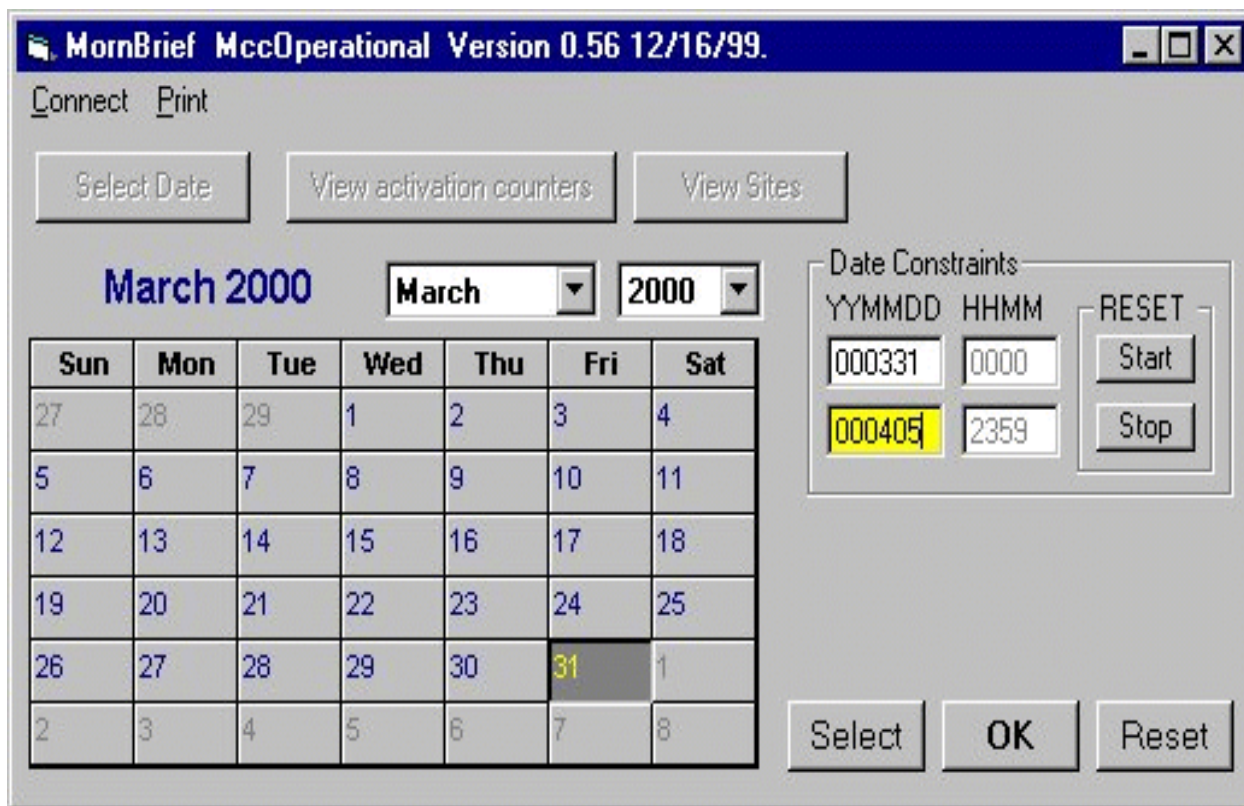 MornBrief MccOperational Version 0.56 12/16/99.
Connect Print
Select Date View activation counters View Sites
March 2000 March 2000
Sun Mon Tue Wed Thu Fri Sat
27 28 29 1 2 3 4
5 6 7 8 9 10 11
12 13 14 15 16 17 18
19 20 21 22 23 24 25
26 27 28 29 30 31 1
2 3 4 5 6 7 8
Date Constraints
YYMMDD HHMM RESET
000331 0000 Start
000405 2359 Stop
Select OK Reset